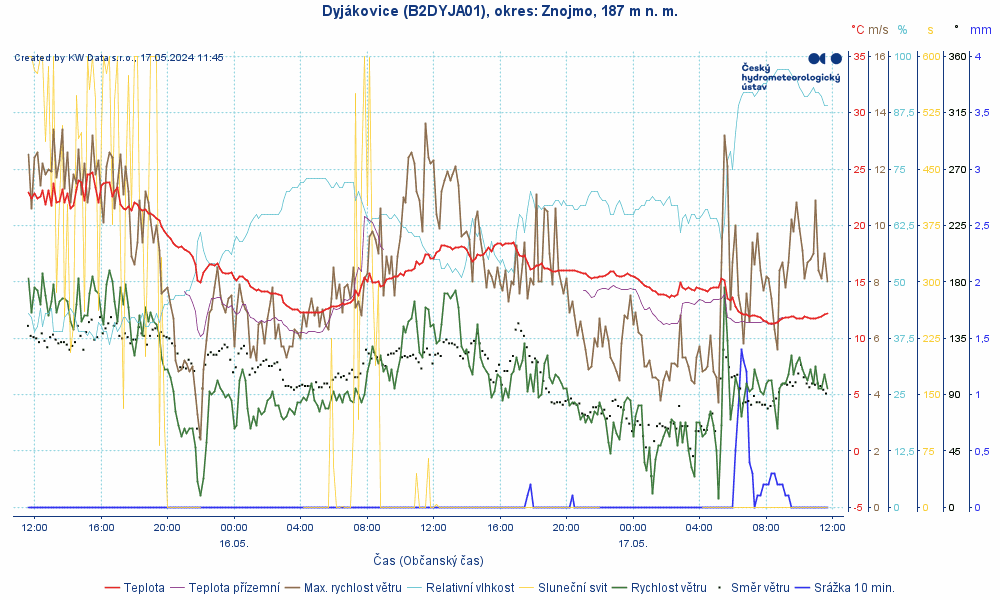 Dyjákovice (B2DYJA01), okres: Znojmo, 187 m n. m.
°C m/s % s ° mm
Created by KW Data s.r.o., 17.05.2024 11:45
Český
hydrometeorologický
ústav
35 16 100 600 360 4
30 14 87,5 525 315 3,5
25 12 75 450 270 3
20 10 62,5 375 225 2,5
15 8 50 300 180 2
10 6 37,5 225 135 1,5
5 4 25 150 90 1
0 2 12,5 75 45 0,5
-5 0 0 0 0 0
12:00 16:00 20:00 00:00 04:00 08:00 12:00 16:00 20:00 00:00 04:00 08:00 12:00
16.05. 17.05.
Čas (Občanský čas)
Teplota Teplota přízemní Max. rychlost větru Relativní vlhkost Sluneční svit Rychlost větru Směr větru Srážka 10 min.